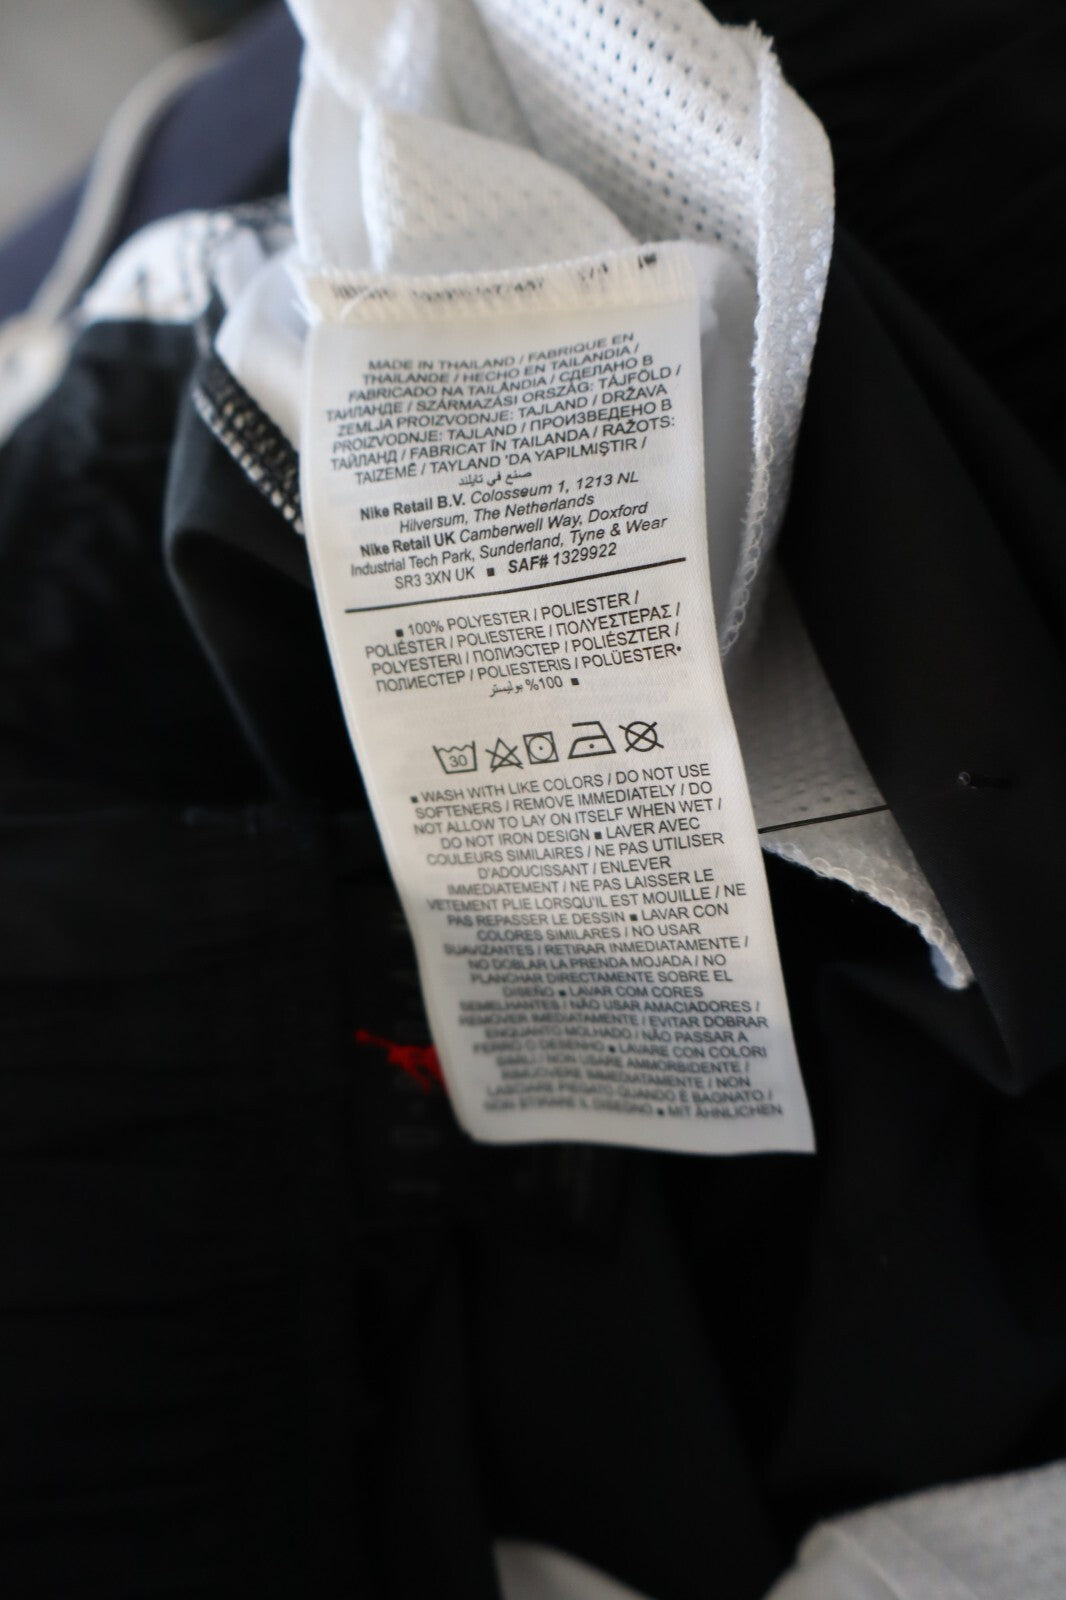 MADE IN THAILAND / FABRIQUE EN
THAILANDE / HECHO EN TAILANDIA /
FABRICADO NA TAILÂNDIA / СДЕЛАНО В
ТАИЛАНДЕ / SZÁRMAZÁSI ORSZÁG: TÁJFÖLD /
ZEMLJA PROIZVODNJE: TAJLAND / DRŽAVA
PROIZVODNJE: TAJLAND / ПРОИЗВЕДЕНО В
ТАЙЛАНД / FABRICAT ÎN TAILANDA / RAŽOTS:
TAIZEMĒ / TAYLAND 'DA YAPILMIŞTIR /
صنع في تايلند
Nike Retail B.V. Colosseum 1, 1213 NL
Hilversum, The Netherlands
Nike Retail UK Camberwell Way, Doxford
Industrial Tech Park, Sunderland, Tyne & Wear
SR3 3XN UK ■ SAF# 1329922
■ 100% POLYESTER / POLIESTER /
POLIÉSTER / POLIESTERE / ΠΟΛΥΕΣΤΕΡΑΣ /
POLYESTERI / ПОЛИЭСТЕР / POLIÉSZTER /
ПОЛИЕСТЕР / POLIESTERIS / POLÜESTER•
%100 بوليستر ■
30
■ WASH WITH LIKE COLORS / DO NOT USE
SOFTENERS / REMOVE IMMEDIATELY / DO
NOT ALLOW TO LAY ON ITSELF WHEN WET /
DO NOT IRON DESIGN ■ LAVER AVEC
COULEURS SIMILAIRES / NE PAS UTILISER
D'ADOUCISSANT / ENLEVER
IMMEDIATEMENT / NE PAS LAISSER LE
VETEMENT PLIE LORSQU'IL EST MOUILLE / NE
PAS REPASSER LE DESSIN ■ LAVAR CON
COLORES SIMILARES / NO USAR
SUAVIZANTES / RETIRAR INMEDIATAMENTE /
NO DOBLAR LA PRENDA MOJADA / NO
PLANCHAR DIRECTAMENTE SOBRE EL
DISEÑO ■ LAVAR COM CORES
SEMELHANTES / NÃO USAR AMACIADORES /
REMOVER IMEDIATAMENTE / EVITAR DOBRAR
ENQUANTO MOLHADO / NÃO PASSAR A
FERRO O DESENHO ■ LAVARE CON COLORI
SIMILI / NON USARE AMMORBIDENTE /
RIMUOVERE IMMEDIATAMENTE / NON
LASCIARE PIEGATO QUANDO È BAGNATO /
NON STIRARE IL DISEGNO ■ MIT ÄHNLICHEN